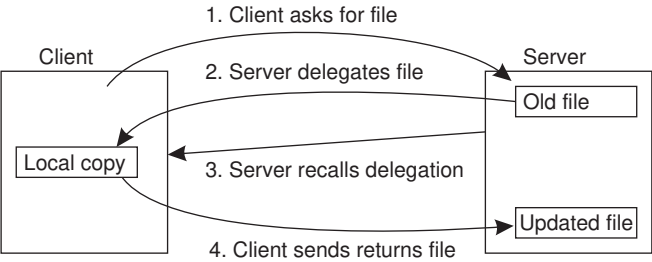 1. Client asks for file
Client
Server
2. Server delegates file
Old file
Local copy
3. Server recalls delegation
Updated file
4. Client sends returns file